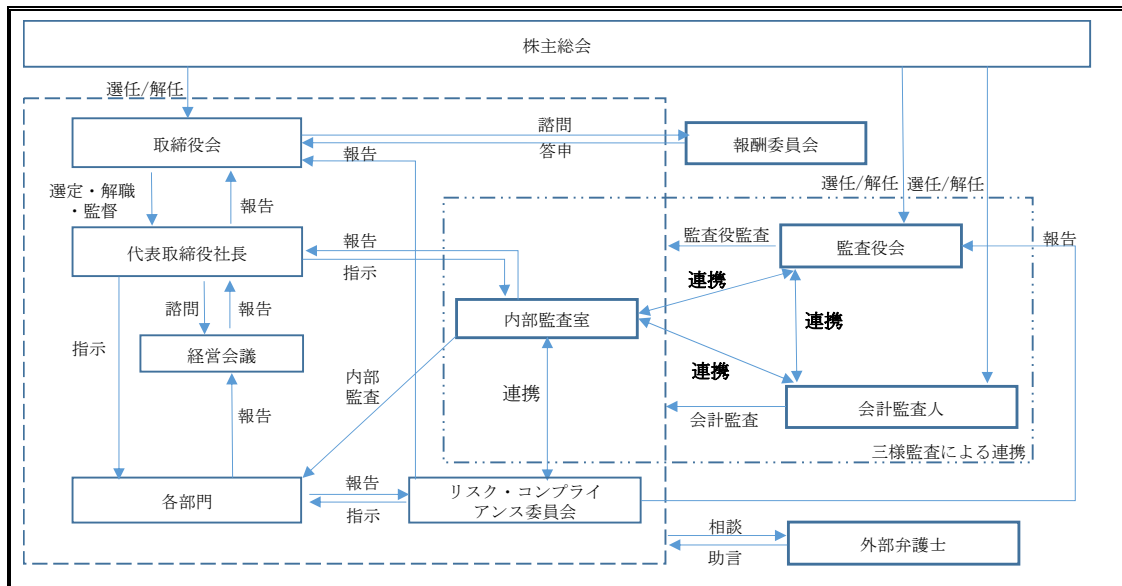 株主総会
選任/解任
取締役会
諮問
答申
報酬委員会
報告
選任/解任
選任/解任
選定・解職
・監督
報告
代表取締役社長
報告
指示
監査役監査
監査役会
報告
連携
諮問
報告
内部監査室
連携
指示
経営会議
内部
監査
連携
連携
報告
会計監査人
会計監査
三様監査による連携
各部門
報告
指示
リスク・コンプライ
アンス委員会
相談
助言
外部弁護士